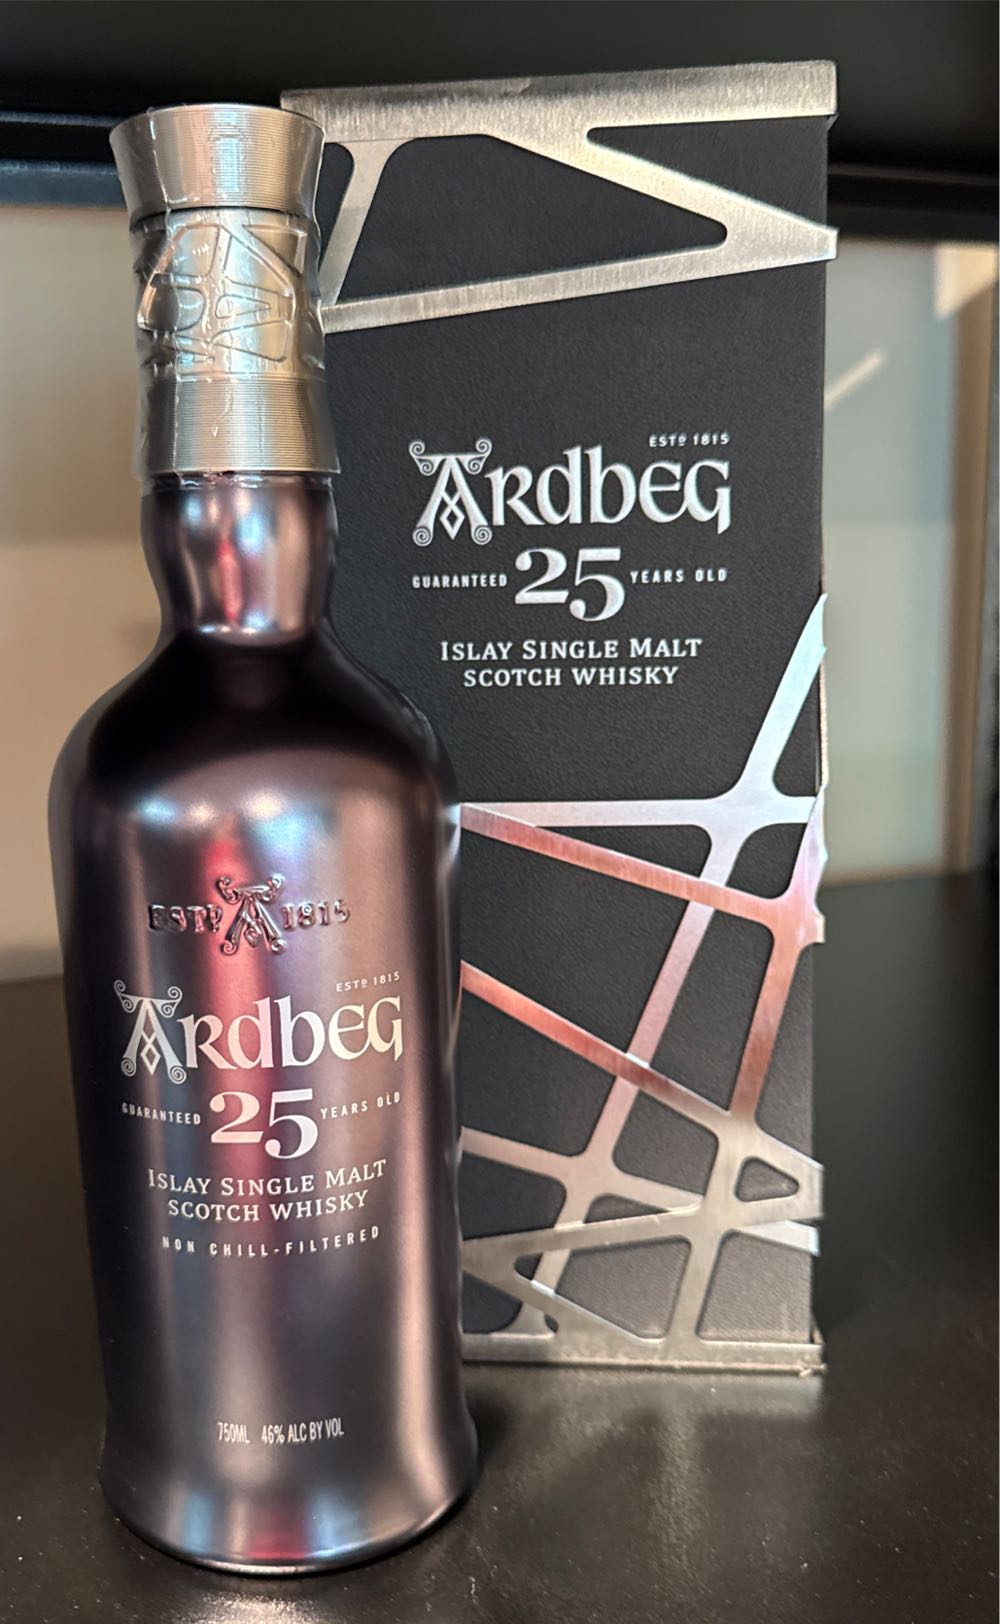 ESTD 1815
ARDBEG
GUARANTEED 25 YEARS OLD
ISLAY SINGLE MALT
SCOTCH WHISKY
ESTD A 1815
ESTD 1815
ARDBEG
GUARANTEED 25 YEARS OLD
ISLAY SINGLE MALT
SCOTCH WHISKY
NON CHILL-FILTERED
750ML 46% ALC BY VOL